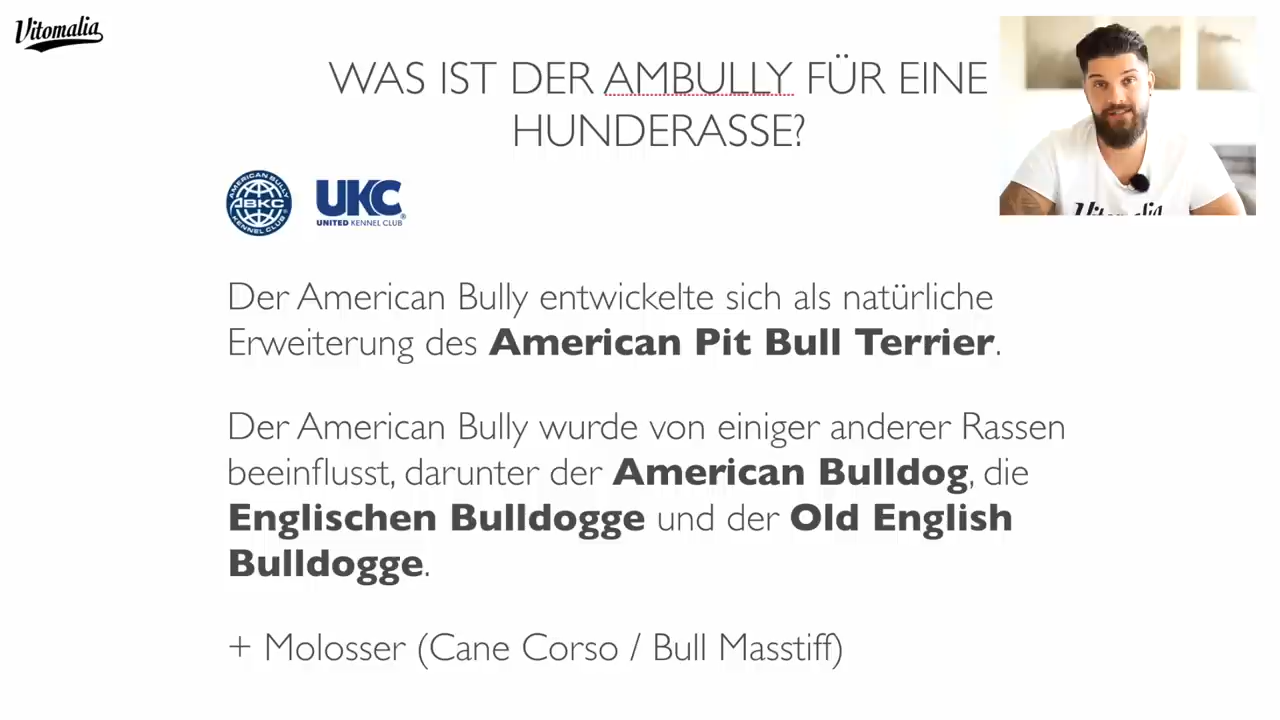 Vitomalia
WAS IST DER AMBULLY FÜR EINE
HUNDERASSE?
AMERICAN BULLY
ABKC
KENNEL CLUB
UKC
UNITED KENNEL CLUB
Der American Bully entwickelte sich als natürliche
Erweiterung des American Pit Bull Terrier.
Der American Bully wurde von einiger anderer Rassen
beeinflusst, darunter der American Bulldog, die
Englischen Bulldogge und der Old English
Bulldogge.
+ Molosser (Cane Corso / Bull Masstiff)